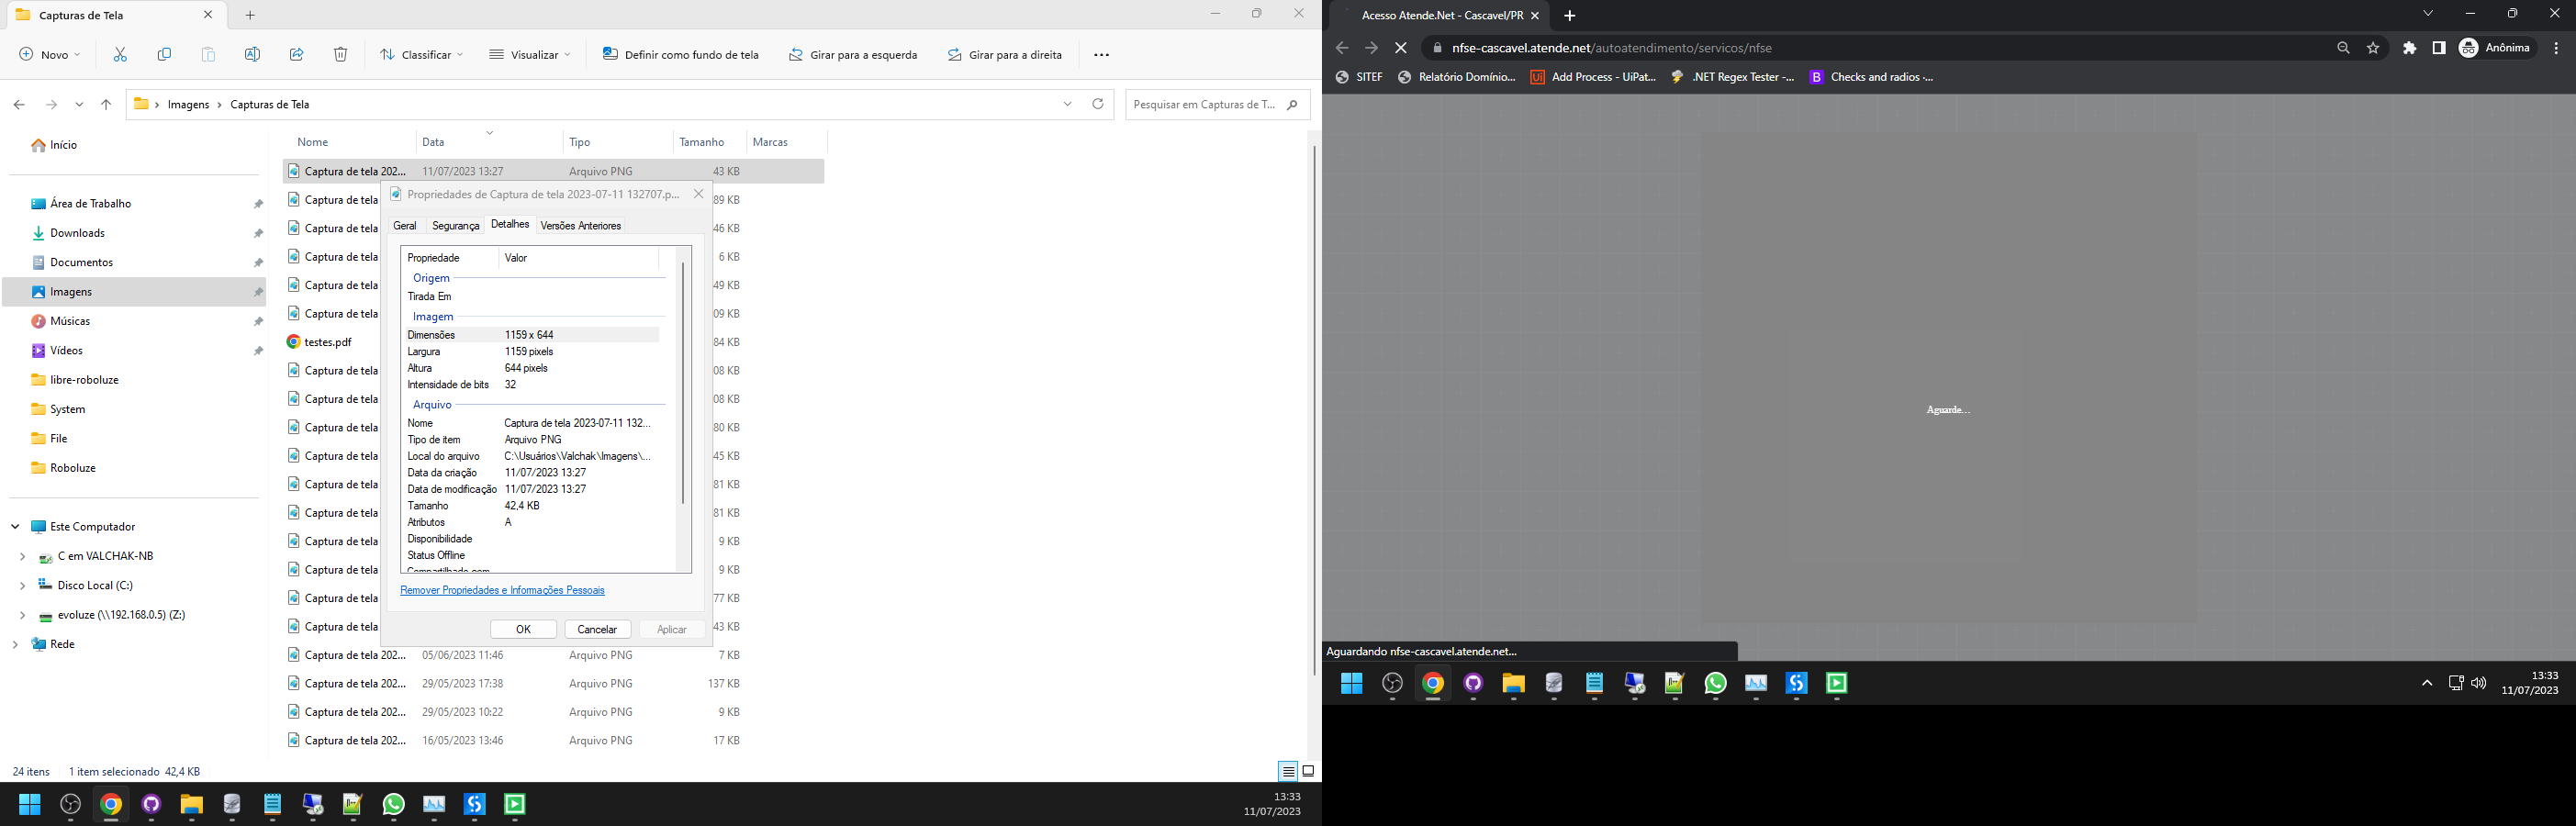 Capturas de Tela
Novo
Classificar
Visualizar
Definir como fundo de tela
Girar para a esquerda
Girar para a direita
Imagens > Capturas de Tela
Pesquisar em Capturas de T...
Início
Área de Trabalho
Downloads
Documentos
Imagens
Músicas
Vídeos
libre-roboluze
System
File
Roboluze
Este Computador
C em VALCHAK-NB
Disco Local (C:)
evoluze (\\192.168.0.5) (Z:)
Rede
Nome Data Tipo Tamanho Marcas
Captura de tela 202... 11/07/2023 13:27 Arquivo PNG 43 KB
Captura de tela 89 KB
Captura de tela 46 KB
Captura de tela 6 KB
Captura de tela 49 KB
Captura de tela 09 KB
testes.pdf 84 KB
Captura de tela 08 KB
Captura de tela 08 KB
Captura de tela 80 KB
Captura de tela 45 KB
Captura de tela 81 KB
Captura de tela 81 KB
Captura de tela 9 KB
Captura de tela 9 KB
Captura de tela 77 KB
Captura de tela 43 KB
Captura de tela 202... 05/06/2023 11:46 Arquivo PNG 7 KB
Captura de tela 202... 29/05/2023 17:38 Arquivo PNG 137 KB
Captura de tela 202... 29/05/2023 10:22 Arquivo PNG 9 KB
Captura de tela 202... 16/05/2023 13:46 Arquivo PNG 17 KB
Propriedades de Captura de tela 2023-07-11 132707.p...
Geral Segurança Detalhes Versões Anteriores
Propriedade Valor
Origem
Tirada Em
Imagem
Dimensões 1159 x 644
Largura 1159 pixels
Altura 644 pixels
Intensidade de bits 32
Arquivo
Nome Captura de tela 2023-07-11 132...
Tipo de item Arquivo PNG
Local do arquivo C:\Usuários\Valchak\Imagens\...
Data da criação 11/07/2023 13:27
Data de modificação 11/07/2023 13:27
Tamanho 42,4 KB
Atributos A
Disponibilidade
Status Offline
Compartilhado com
Remover Propriedades e Informações Pessoais
OK Cancelar Aplicar
24 itens 1 item selecionado 42,4 KB
13:33
11/07/2023
Acesso Atende.Net - Cascavel/PR
nfse-cascavel.atende.net/autoatendimento/servicos/nfse
Anônima
SITEF Relatório Domínio... Add Process - UiPat... .NET Regex Tester -... Checks and radios ·...
Aguarde...
Aguardando nfse-cascavel.atende.net...
13:33
11/07/2023